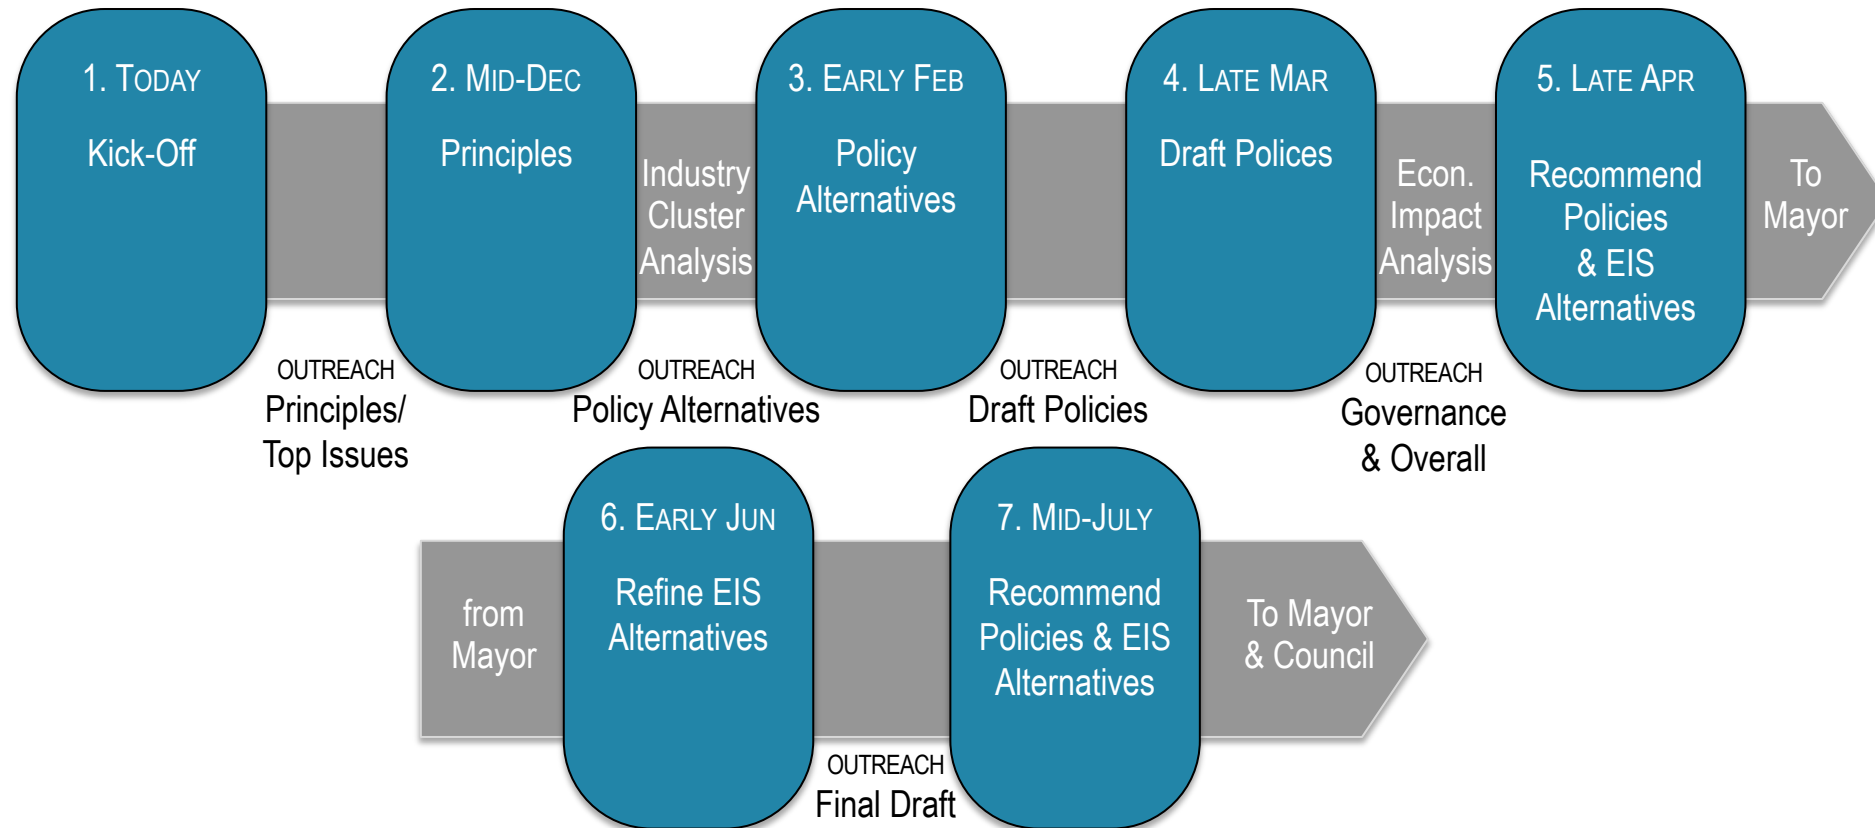 1. TODAY
Kick-Off
2. MID-DEC
Principles
Industry
Cluster
Analysis
3. EARLY FEB
Policy
Alternatives
4. LATE MAR
Draft Polices
Econ.
Impact
Analysis
5. LATE APR
Recommend
Policies
& EIS
Alternatives
To
Mayor
OUTREACH
Principles/
Top Issues
OUTREACH
Policy Alternatives
OUTREACH
Draft Policies
OUTREACH
Governance
& Overall
from
Mayor
6. EARLY JUN
Refine EIS
Alternatives
7. MID-JULY
Recommend
Policies & EIS
Alternatives
To Mayor
& Council
OUTREACH
Final Draft